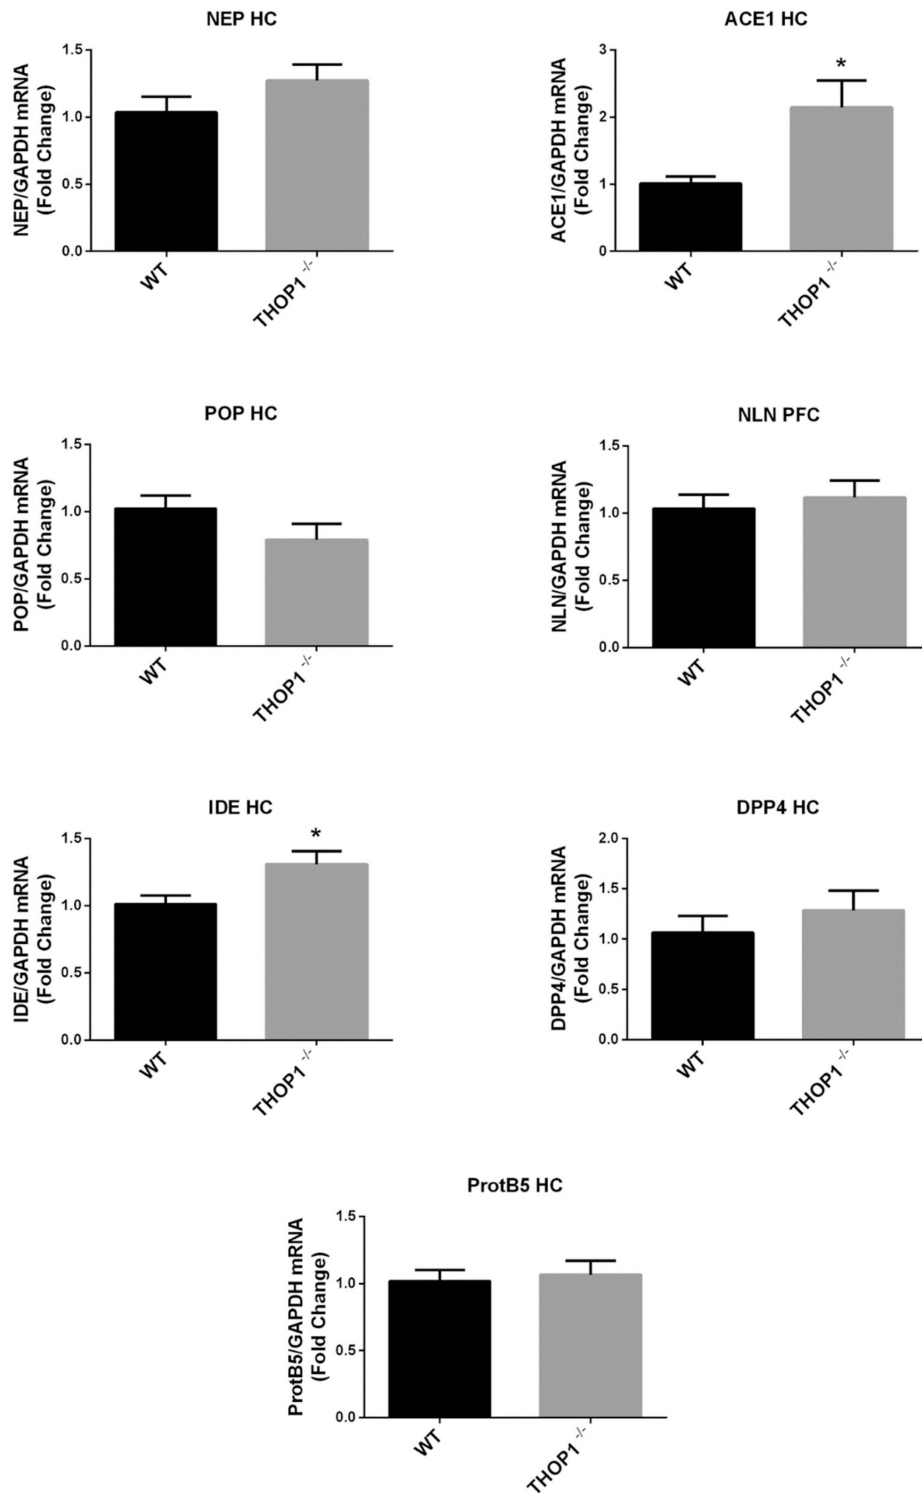 NEP HC
NEP/GAPDH mRNA
(Fold Change)
1.5
1.0
0.5
0.0
WT
THOP1 -/-
ACE1 HC
ACE1/GAPDH mRNA
(Fold Change)
3
2
1
0
*
WT
THOP1 -/-
POP HC
POP/GAPDH mRNA
(Fold Change)
1.5
1.0
0.5
0.0
WT
THOP1 -/-
NLN PFC
NLN/GAPDH mRNA
(Fold Change)
1.5
1.0
0.5
0.0
WT
THOP1 -/-
IDE HC
IDE/GAPDH mRNA
(Fold Change)
1.5
1.0
0.5
0.0
*
WT
THOP1 -/-
DPP4 HC
DPP4/GAPDH mRNA
(Fold Change)
2.0
1.5
1.0
0.5
0.0
WT
THOP1 -/-
ProtB5 HC
ProtB5/GAPDH mRNA
(Fold Change)
1.5
1.0
0.5
0.0
WT
THOP1 -/-